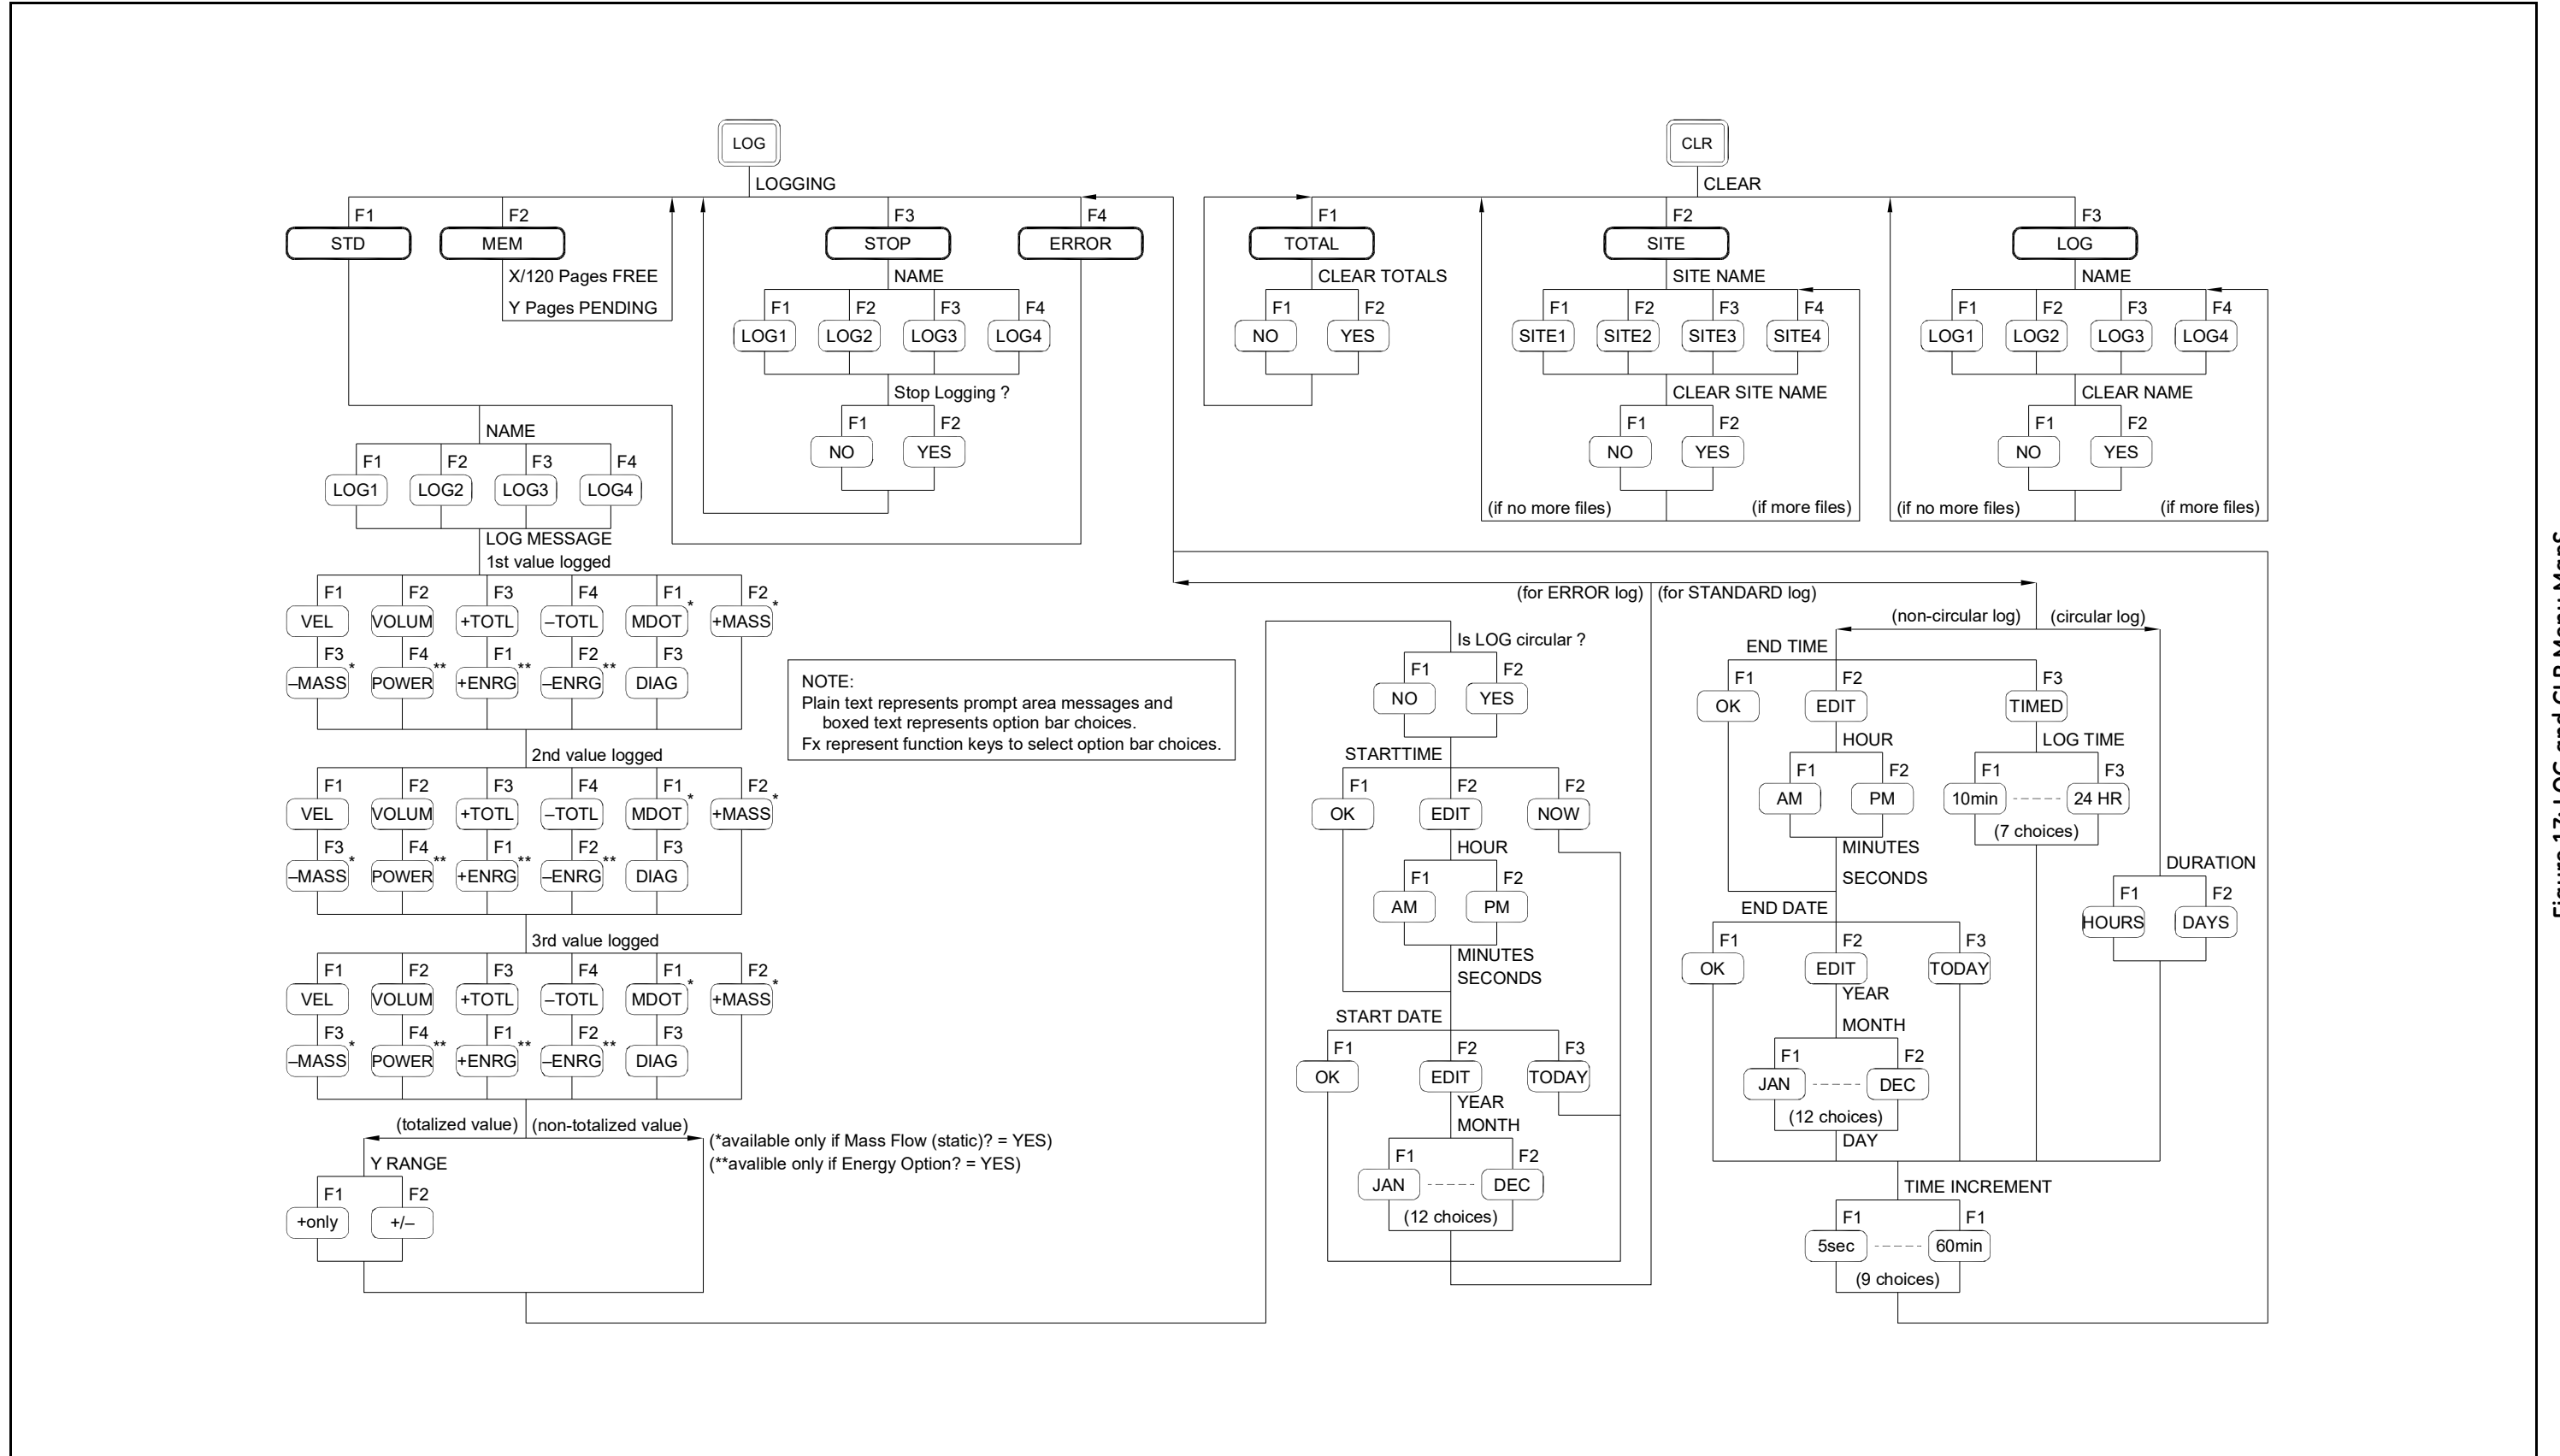 LOG
LOGGING
F1 F2 F3 F4
STD MEM STOP ERROR
X/120 Pages FREE
Y Pages PENDING
NAME
F1 F2 F3 F4
LOG1 LOG2 LOG3 LOG4
Stop Logging ?
F1 F2
NO YES
NAME
F1 F2 F3 F4
LOG1 LOG2 LOG3 LOG4
LOG MESSAGE
1st value logged
F1 F2 F3 F4 F1 * F2 *
VEL VOLUM +TOTL –TOTL MDOT +MASS
F3 * F4 ** F1 ** F2 ** F3
–MASS POWER +ENRG –ENRG DIAG
2nd value logged
F1 F2 F3 F4 F1 * F2 *
VEL VOLUM +TOTL –TOTL MDOT +MASS
F3 * F4 ** F1 ** F2 ** F3
–MASS POWER +ENRG –ENRG DIAG
3rd value logged
F1 F2 F3 F4 F1 * F2 *
VEL VOLUM +TOTL –TOTL MDOT +MASS
F3 * F4 ** F1 ** F2 ** F3
–MASS POWER +ENRG –ENRG DIAG
(totalized value) (non-totalized value)
(*available only if Mass Flow (static)? = YES)
(**avalible only if Energy Option? = YES)
Y RANGE
F1 F2
+only +/–
NOTE:
Plain text represents prompt area messages and
boxed text represents option bar choices.
Fx represent function keys to select option bar choices.
CLR
CLEAR
F1 F2 F3
TOTAL SITE LOG
CLEAR TOTALS
F1 F2
NO YES
SITE NAME
F1 F2 F3 F4
SITE1 SITE2 SITE3 SITE4
CLEAR SITE NAME
F1 F2
NO YES
(if no more files) (if more files)
NAME
F1 F2 F3 F4
LOG1 LOG2 LOG3 LOG4
CLEAR NAME
F1 F2
NO YES
(if no more files) (if more files)
(for ERROR log) (for STANDARD log)
Is LOG circular ?
F1 F2
NO YES
STARTTIME
F1 F2 F2
OK EDIT NOW
HOUR
F1 F2
AM PM
MINUTES
SECONDS
START DATE
F1 F2 F3
OK EDIT TODAY
YEAR
MONTH
F1 F2
JAN DEC
(12 choices)
(non-circular log) (circular log)
END TIME
F1 F2 F3
OK EDIT TIMED
HOUR
F1 F2
AM PM
MINUTES
SECONDS
LOG TIME
F1 F3
10min 24 HR
(7 choices)
DURATION
F1 F2
HOURS DAYS
END DATE
F1 F2 F3
OK EDIT TODAY
YEAR
MONTH
F1 F2
JAN DEC
(12 choices)
DAY
TIME INCREMENT
F1 F1
5sec 60min
(9 choices)